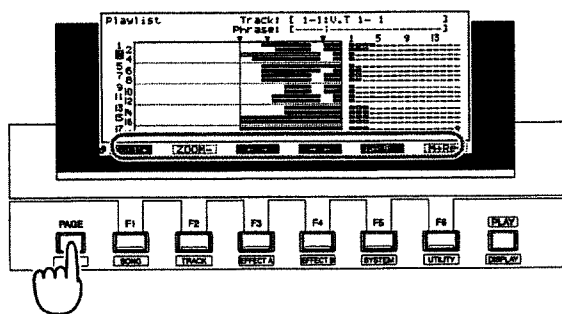 Playlist Track: [ 1-1:V.T 1- 1 ]
Phrase: [----:----------------]
1 5 9 13
1
2
4
5
6
7
8
9
10
11
12
13
14
15
16
17
ZOOM-
PAGE F1 F2 F3 F4 F5 F6 PLAY
SONG TRACK EFFECT A EFFECT B SYSTEM UTILITY DISPLAY